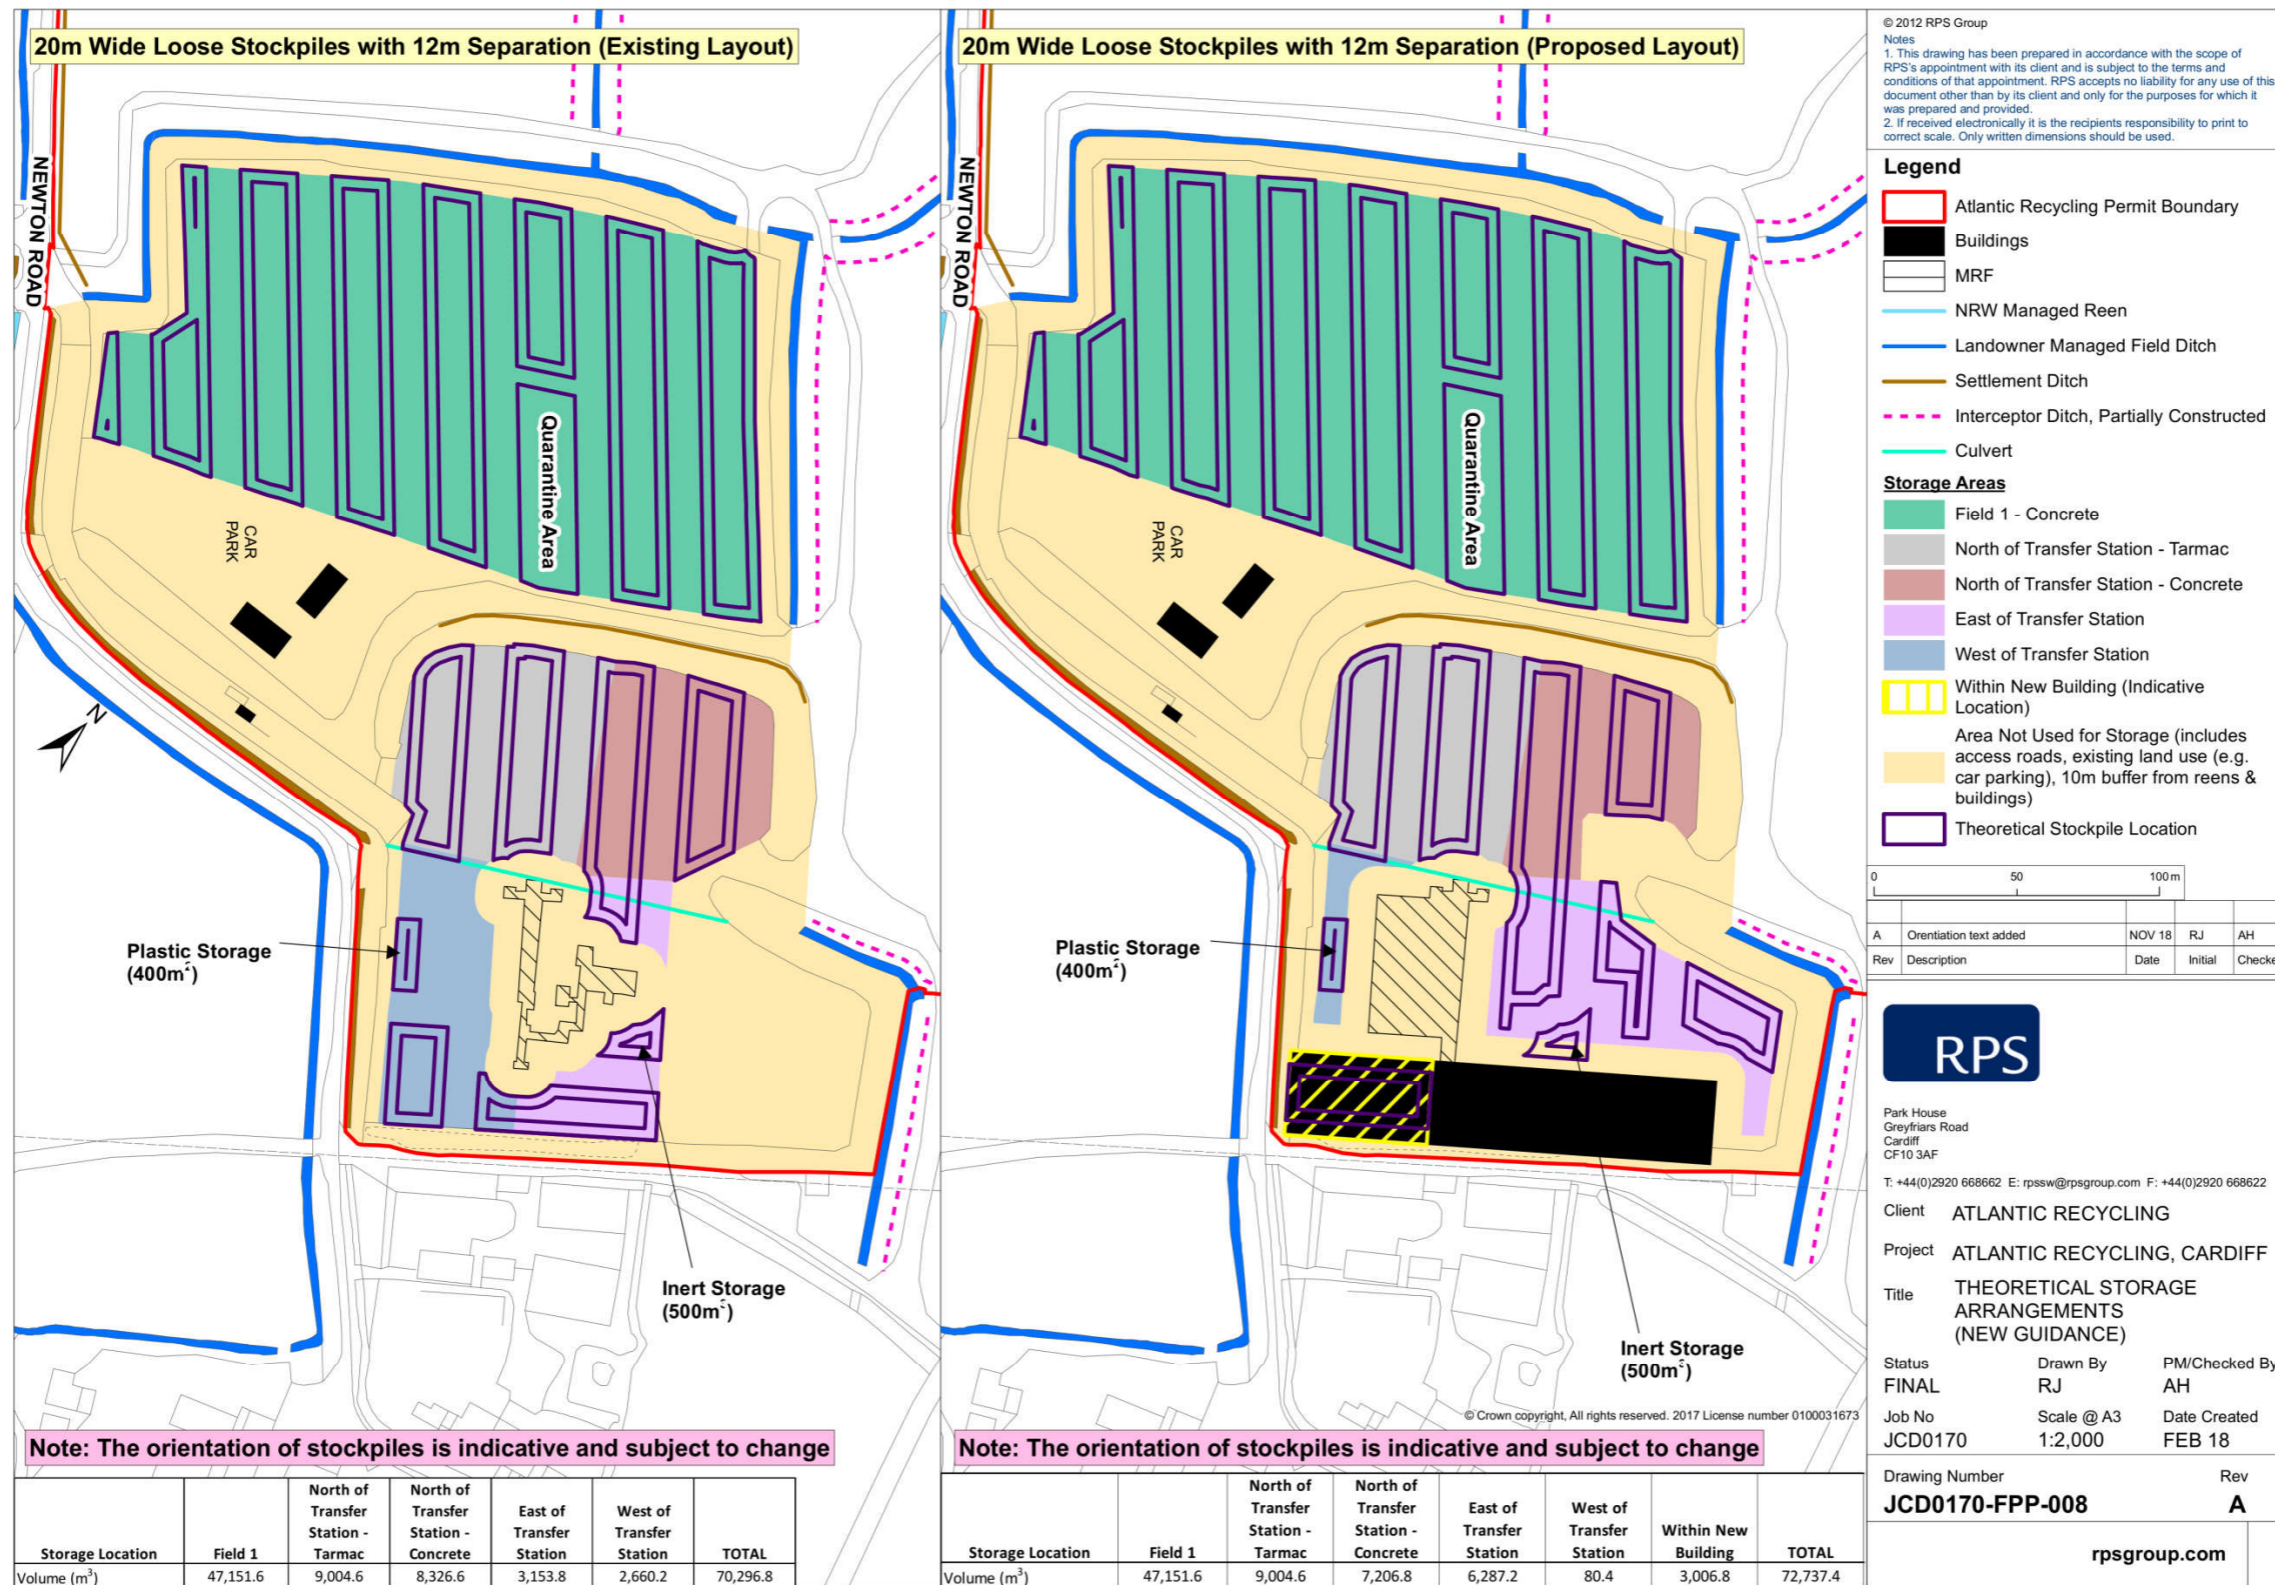 20m Wide Loose Stockpiles with 12m Separation (Existing Layout)
NEWTON ROAD
Quarantine Area
CAR
PARK
N
Plastic Storage
(400m²)
Inert Storage
(500m²)
Note: The orientation of stockpiles is indicative and subject to change
Storage Location | Field 1 | North of Transfer Station - Tarmac | North of Transfer Station - Concrete | East of Transfer Station | West of Transfer Station | TOTAL
Volume (m³) | 47,151.6 | 9,004.6 | 8,326.6 | 3,153.8 | 2,660.2 | 70,296.8
20m Wide Loose Stockpiles with 12m Separation (Proposed Layout)
NEWTON ROAD
Quarantine Area
CAR
PARK
Plastic Storage
(400m²)
Inert Storage
(500m²)
© Crown copyright, All rights reserved. 2017 License number 0100031673
Note: The orientation of stockpiles is indicative and subject to change
Storage Location | Field 1 | North of Transfer Station - Tarmac | North of Transfer Station - Concrete | East of Transfer Station | West of Transfer Station | Within New Building | TOTAL
Volume (m³) | 47,151.6 | 9,004.6 | 7,206.8 | 6,287.2 | 80.4 | 3,006.8 | 72,737.4
© 2012 RPS Group
Notes
1. This drawing has been prepared in accordance with the scope of
RPS's appointment with its client and is subject to the terms and
conditions of that appointment. RPS accepts no liability for any use of this
document other than by its client and only for the purposes for which it
was prepared and provided.
2. If received electronically it is the recipients responsibility to print to
correct scale. Only written dimensions should be used.
Legend
Atlantic Recycling Permit Boundary
Buildings
MRF
NRW Managed Reen
Landowner Managed Field Ditch
Settlement Ditch
Interceptor Ditch, Partially Constructed
Culvert
Storage Areas
Field 1 - Concrete
North of Transfer Station - Tarmac
North of Transfer Station - Concrete
East of Transfer Station
West of Transfer Station
Within New Building (Indicative
Location)
Area Not Used for Storage (includes
access roads, existing land use (e.g.
car parking), 10m buffer from reens &
buildings)
Theoretical Stockpile Location
0 50 100 m
A Orentiation text added NOV 18 RJ AH
Rev Description Date Initial Checke
RPS
Park House
Greyfriars Road
Cardiff
CF10 3AF
T: +44(0)2920 668662 E: rpssw@rpsgroup.com F: +44(0)2920 668622
Client ATLANTIC RECYCLING
Project ATLANTIC RECYCLING, CARDIFF
Title THEORETICAL STORAGE
ARRANGEMENTS
(NEW GUIDANCE)
Status Drawn By PM/Checked By
FINAL RJ AH
Job No Scale @ A3 Date Created
JCD0170 1:2,000 FEB 18
Drawing Number Rev
JCD0170-FPP-008 A
rpsgroup.com